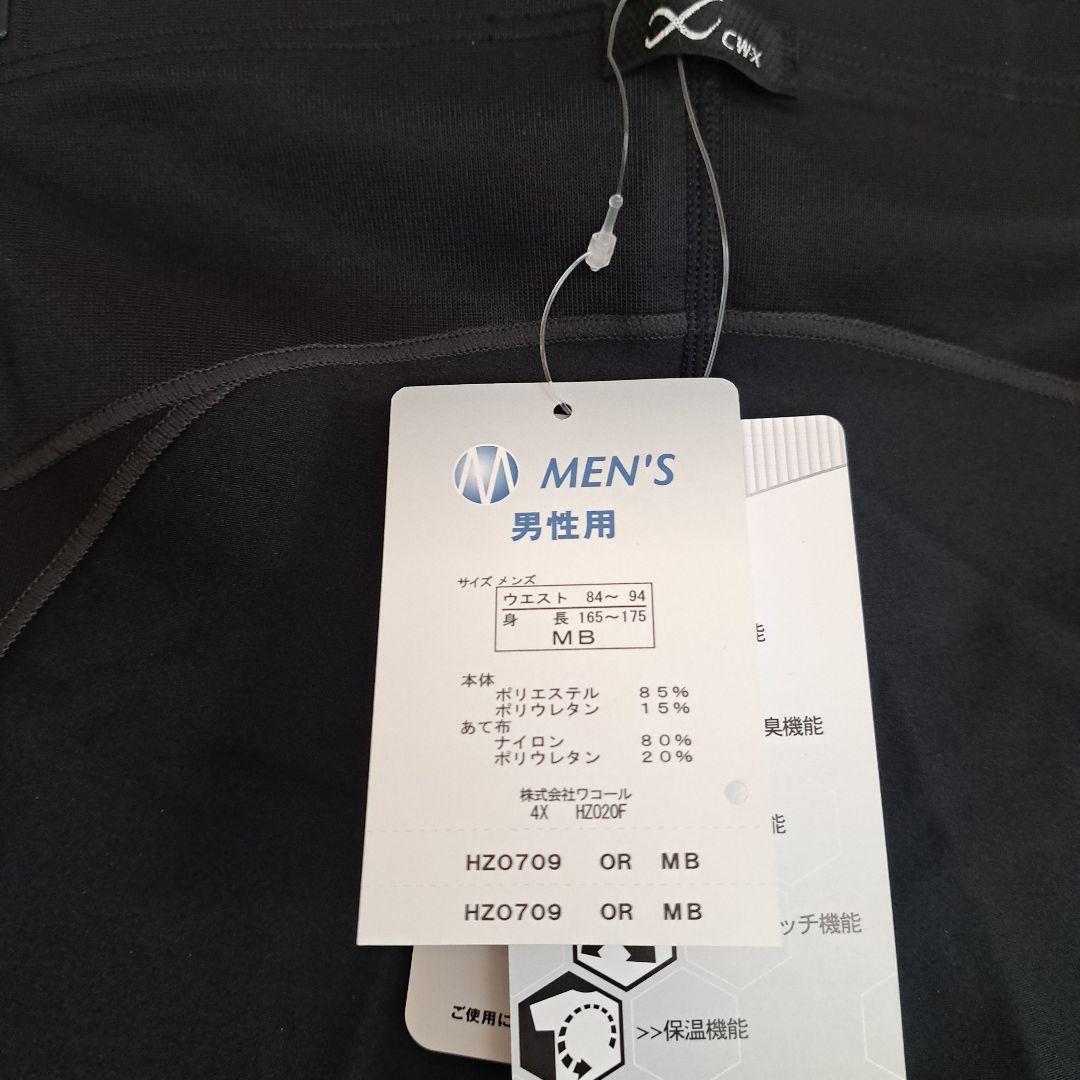 CW-X
M MEN'S
男性用
サイズ メンズ
ウエスト 84～ 94
身 長 165～175
MB
本体
ポリエステル 85%
ポリウレタン 15%
あて布
ナイロン 80%
ポリウレタン 20%
株式会社ワコール
4X HZ020F
HZO709 OR MB
HZO709 OR MB
能
臭機能
能
ッチ機能
>>保温機能
ご使用に